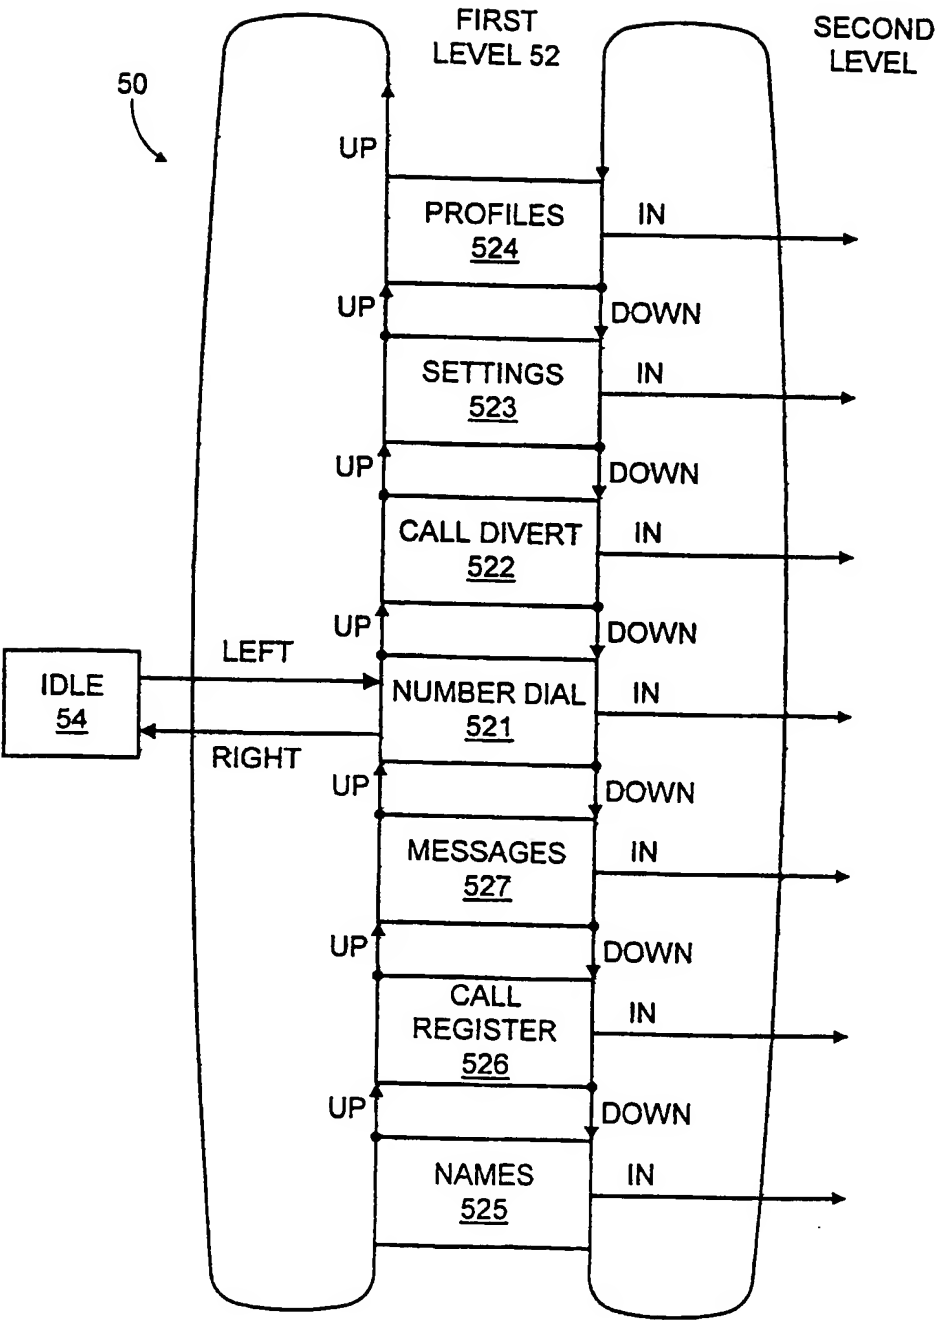 FIRST
LEVEL 52
SECOND
LEVEL
50
UP
PROFILES
524
IN
UP
DOWN
SETTINGS
523
IN
UP
DOWN
CALL DIVERT
522
IN
UP
DOWN
LEFT
IDLE
54
NUMBER DIAL
521
IN
RIGHT
UP
DOWN
MESSAGES
527
IN
UP
DOWN
CALL
REGISTER
526
IN
UP
DOWN
NAMES
525
IN